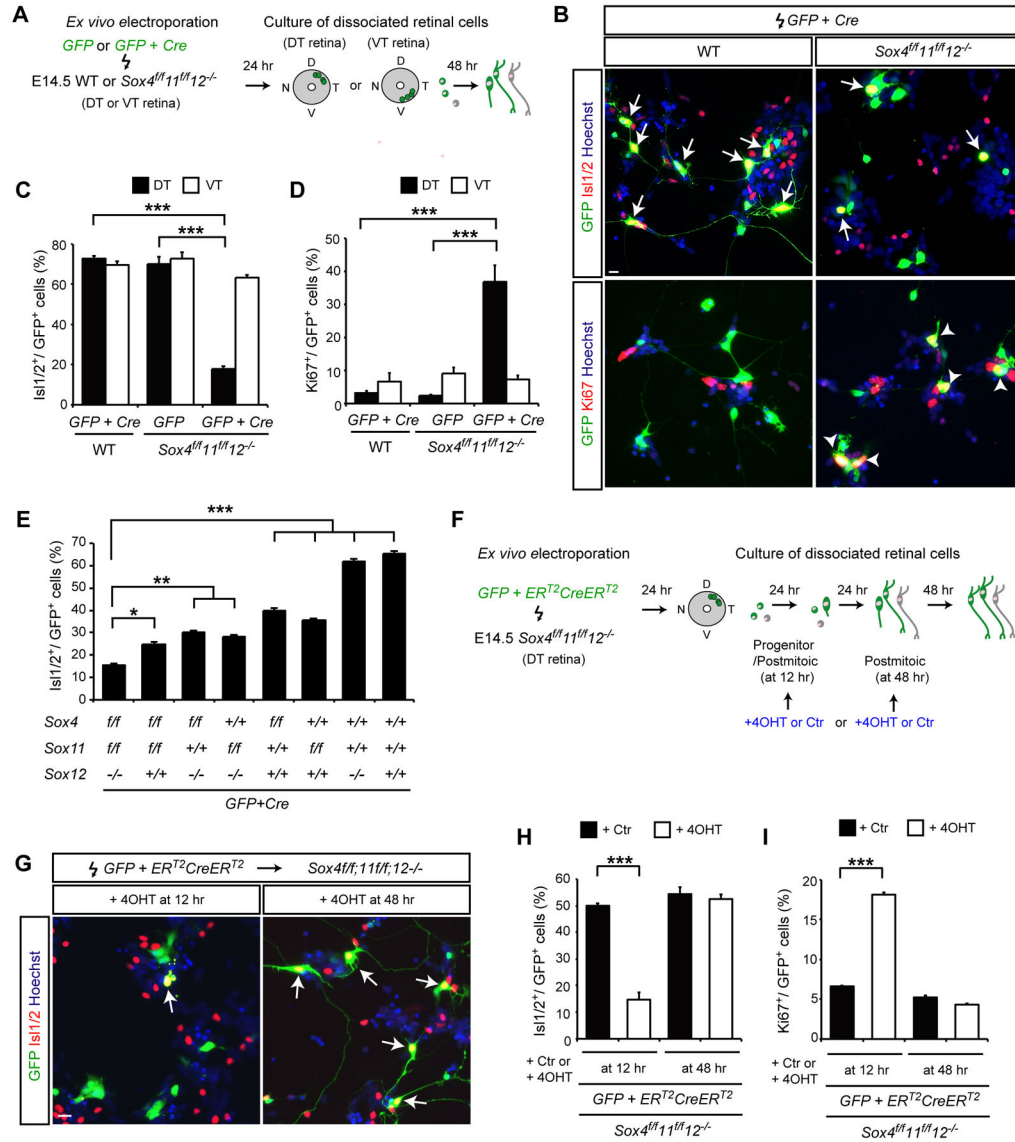 A
Ex vivo electroporation
GFP or GFP + Cre
E14.5 WT or Sox4f/f11f/f12-/-
(DT or VT retina)
24 hr
Culture of dissociated retinal cells
(DT retina)
(VT retina)
D
N
T
V
or
D
N
T
V
48 hr
B
GFP + Cre
WT
Sox4f/f11f/f12-/-
GFP Isl1/2 Hoechst
GFP Ki67 Hoechst
C
DT
VT
***
***
Isl1/2+/ GFP+ cells (%)
80
60
40
20
0
GFP + Cre
GFP
GFP + Cre
WT
Sox4f/f11f/f12-/-
D
DT
VT
***
***
Ki67+/ GFP+ cells (%)
50
40
30
20
10
0
GFP + Cre
GFP
GFP + Cre
WT
Sox4f/f11f/f12-/-
E
***
**
*
Isl1/2+/ GFP+ cells (%)
70
60
50
40
30
20
10
0
Sox4 f/f f/f f/f +/+ f/f +/+ +/+ +/+
Sox11 f/f f/f +/+ f/f +/+ f/f +/+ +/+
Sox12 -/- +/+ -/- -/- +/+ +/+ -/- +/+
GFP+Cre
F
Ex vivo electroporation
GFP + ERT2CreERT2
E14.5 Sox4f/f11f/f12-/-
(DT retina)
24 hr
Culture of dissociated retinal cells
D
N
T
V
24 hr
24 hr
48 hr
Progenitor
/Postmitoic
(at 12 hr)
Postmitoic
(at 48 hr)
+4OHT or Ctr or +4OHT or Ctr
G
GFP + ERT2CreERT2
Sox4f/f;11f/f;12-/-
+ 4OHT at 12 hr
+ 4OHT at 48 hr
GFP Isl1/2 Hoechst
H
+ Ctr
+ 4OHT
***
Isl1/2+/ GFP+ cells (%)
60
50
40
30
20
10
0
+ Ctr or
+ 4OHT
at 12 hr
at 48 hr
GFP + ERT2CreERT2
Sox4f/f11f/f12-/-
I
+ Ctr
+ 4OHT
***
Ki67+/ GFP+ cells (%)
20
15
10
5
0
+ Ctr or
+ 4OHT
at 12 hr
at 48 hr
GFP + ERT2CreERT2
Sox4f/f11f/f12-/-